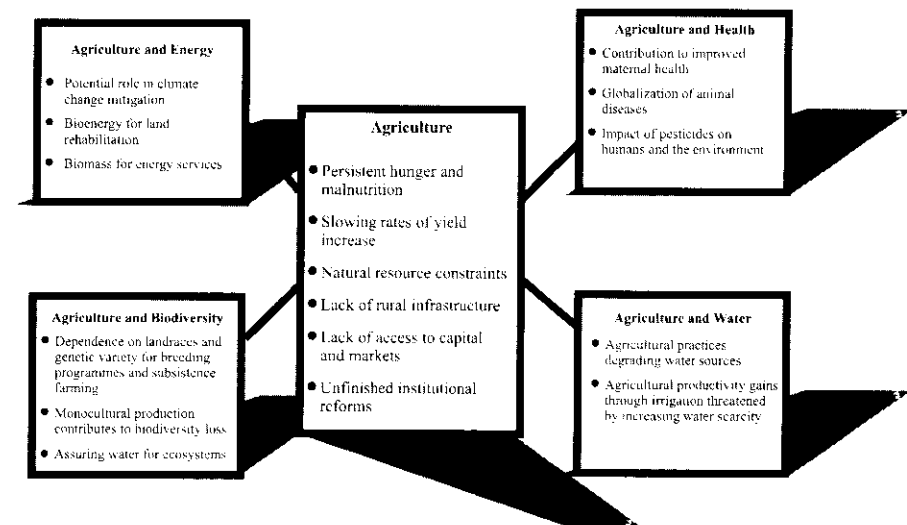 Agriculture and Energy
● Potential role in climate
change mitigation
● Bioenergy for land
rehabilitation
● Biomass for energy services
Agriculture and Health
● Contribution to improved
maternal health
● Globalization of animal
diseases
● Impact of pesticides on
humans and the environment
Agriculture
● Persistent hunger and
malnutrition
● Slowing rates of yield
increase
● Natural resource constraints
● Lack of rural infrastructure
● Lack of access to capital
and markets
● Unfinished institutional
reforms
Agriculture and Biodiversity
● Dependence on landraces and
genetic variety for breeding
programmes and subsistence
farming
● Monocultural production
contributes to biodiversity loss
● Assuring water for ecosystems
Agriculture and Water
● Agricultural practices
degrading water sources
● Agricultural productivity gains
through irrigation threatened
by increasing water scarcity